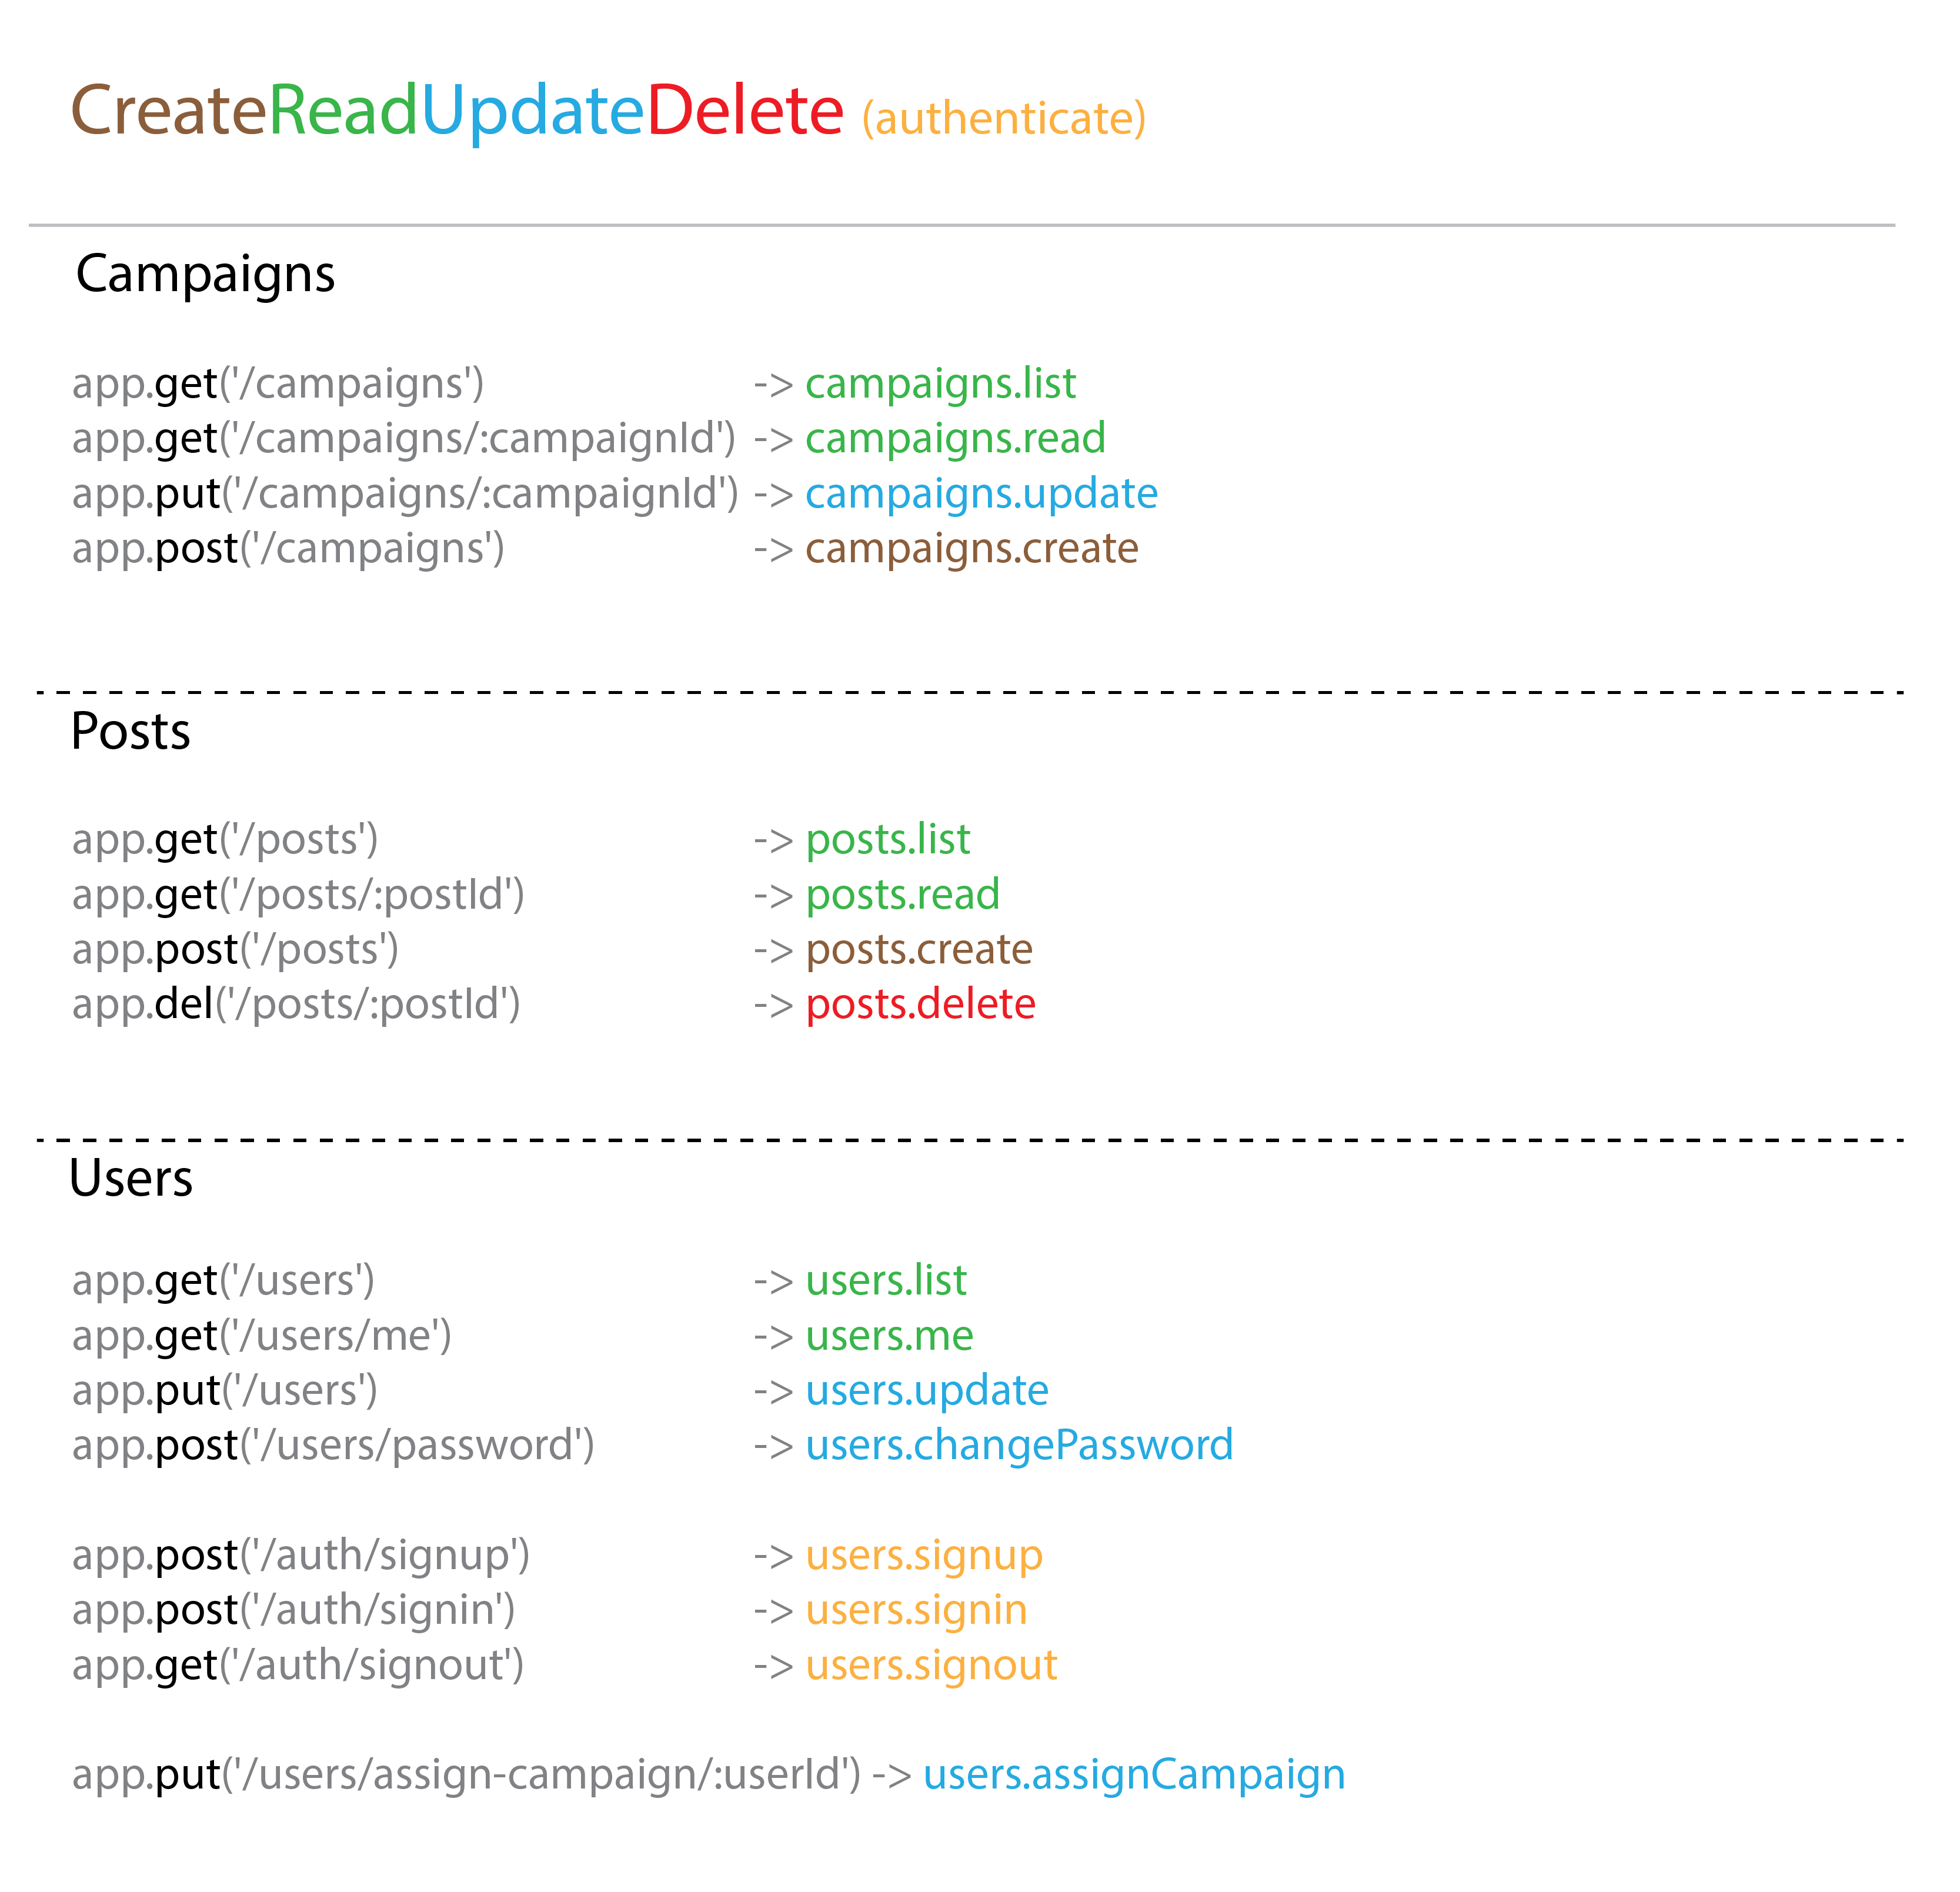 CreateReadUpdateDelete (authenticate)
Campaigns
app.get('/campaigns') -> campaigns.list
app.get('/campaigns/:campaignId') -> campaigns.read
app.put('/campaigns/:campaignId') -> campaigns.update
app.post('/campaigns') -> campaigns.create
Posts
app.get('/posts') -> posts.list
app.get('/posts/:postId') -> posts.read
app.post('/posts') -> posts.create
app.del('/posts/:postId') -> posts.delete
Users
app.get('/users') -> users.list
app.get('/users/me') -> users.me
app.put('/users') -> users.update
app.post('/users/password') -> users.changePassword
app.post('/auth/signup') -> users.signup
app.post('/auth/signin') -> users.signin
app.get('/auth/signout') -> users.signout
app.put('/users/assign-campaign/:userId') -> users.assignCampaign